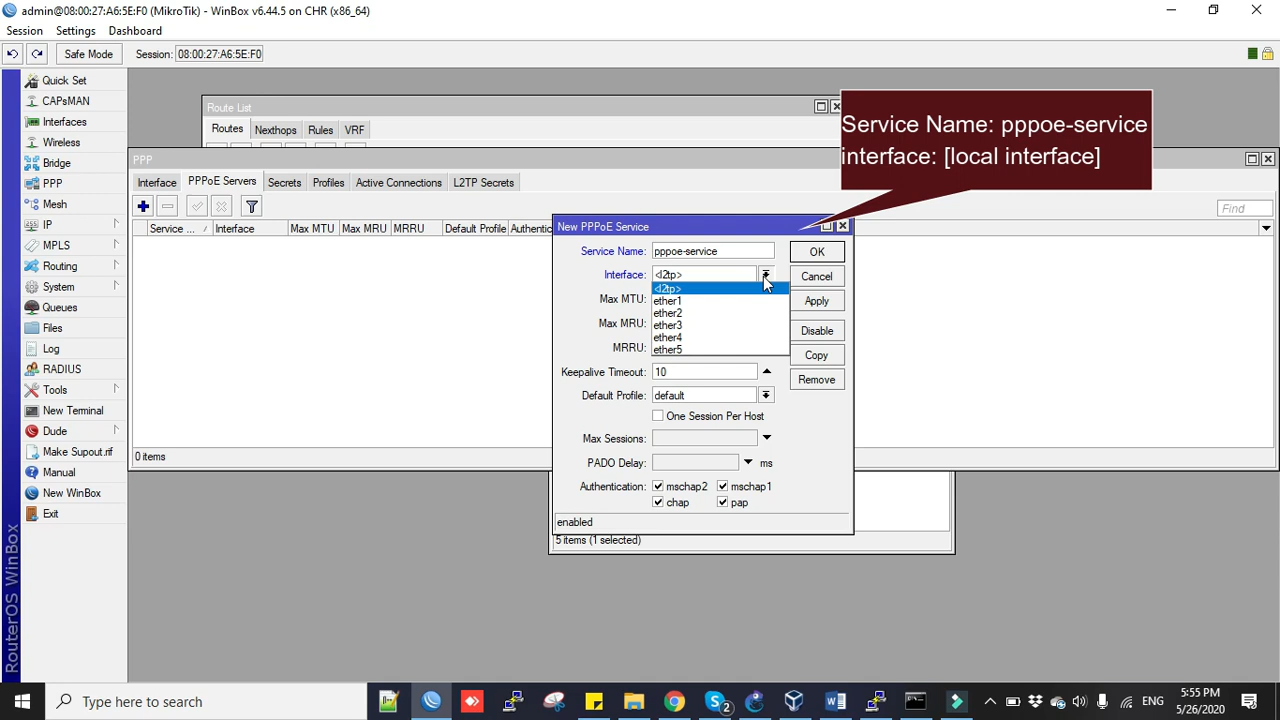 admin@08:00:27:A6:5E:F0 (MikroTik) - WinBox v6.44.5 on CHR (x86_64)
Session Settings Dashboard
Safe Mode Session: 08:00:27:A6:5E:F0
Quick Set
CAPsMAN
Interfaces
Wireless
Bridge
PPP
Mesh
IP
MPLS
Routing
System
Queues
Files
Log
RADIUS
Tools
New Terminal
Dude
Make Supout.rif
Manual
New WinBox
Exit
RouterOS WinBox
Route List
Routes Nexthops Rules VRF
Service Name: pppoe-service
interface: [local interface]
PPP
Interface PPPoE Servers Secrets Profiles Active Connections L2TP Secrets
Find
Service ... Interface Max MTU Max MRU MRRU Default Profile Authentic
0 items
New PPPoE Service
Service Name: pppoe-service
Interface: <l2tp>
<l2tp>
ether1
ether2
ether3
ether4
ether5
Max MTU:
Max MRU:
MRRU:
Keepalive Timeout: 10
Default Profile: default
One Session Per Host
Max Sessions:
PADO Delay: ms
Authentication: mschap2 mschap1
chap pap
enabled
OK
Cancel
Apply
Disable
Copy
Remove
5 items (1 selected)
Type here to search
2
ENG
5:55 PM
5/26/2020